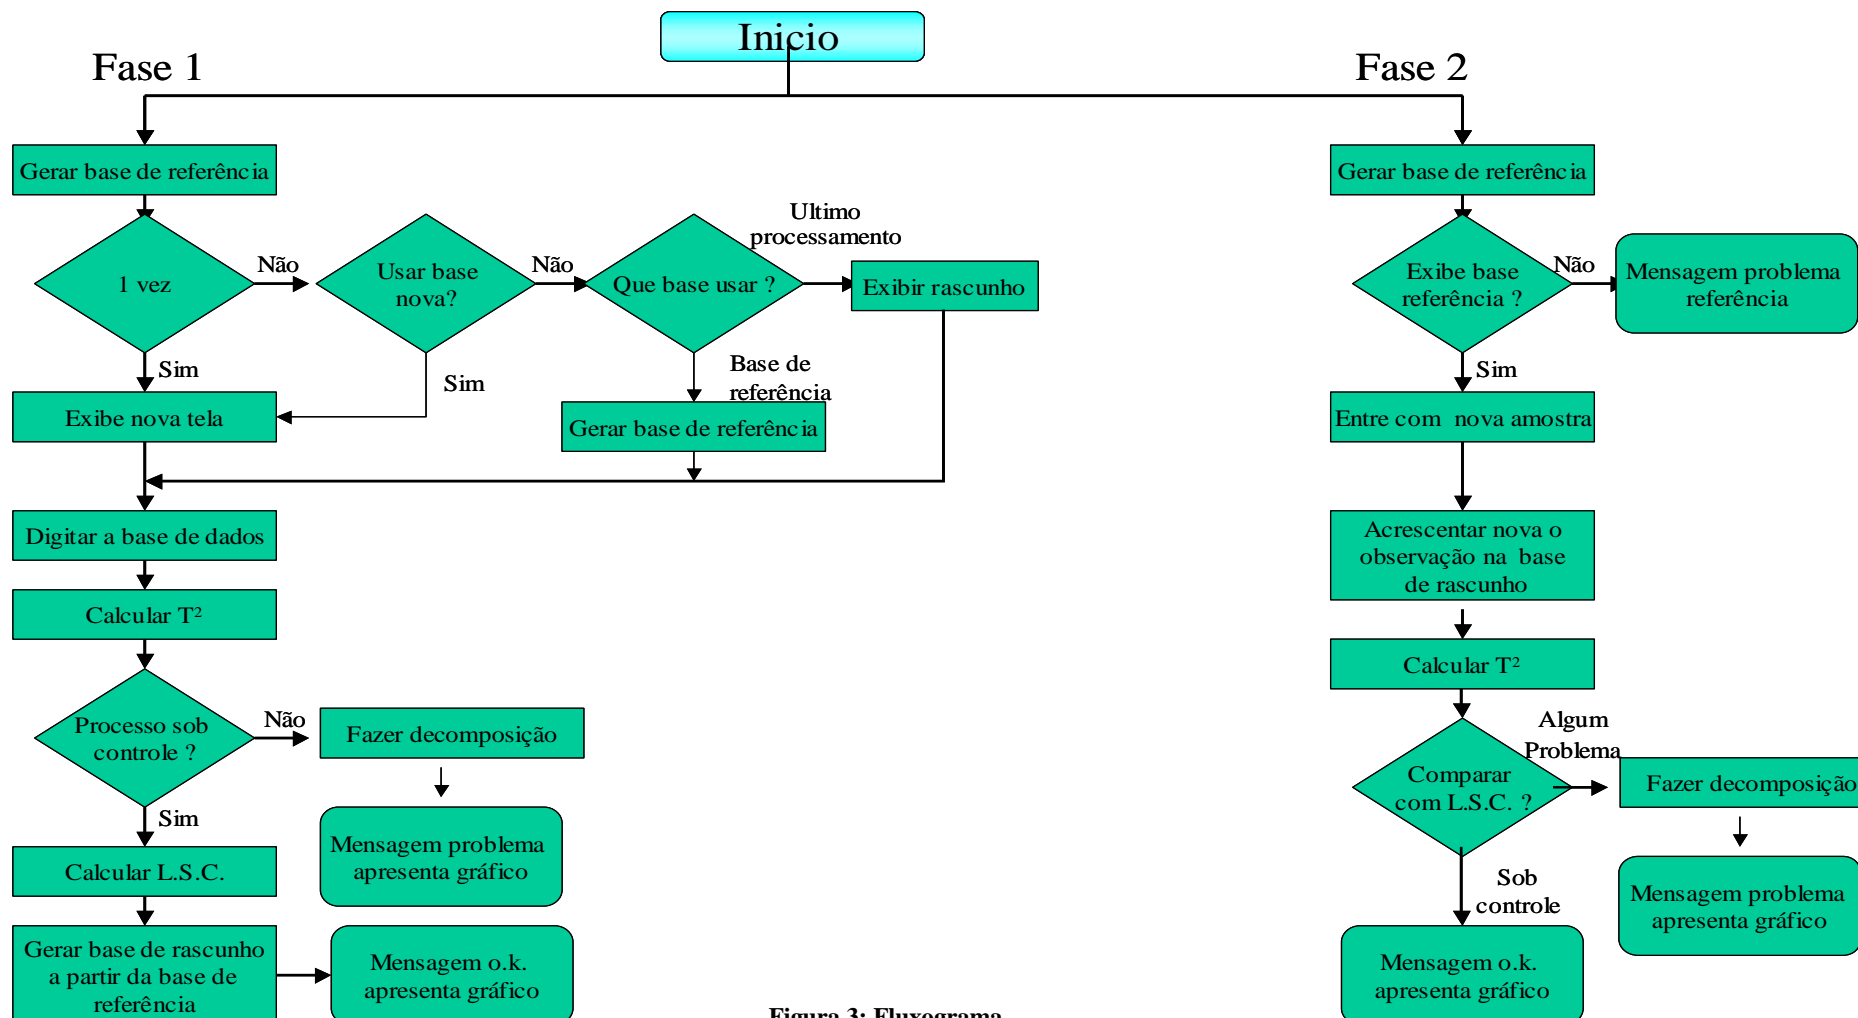 Inicio
Fase 1
Fase 2
Gerar base de referência
1 vez
Não
Usar base
nova?
Não
Que base usar ?
Ultimo
processamento
Exibir rascunho
Sim
Sim
Base de
referência
Exibe nova tela
Gerar base de referência
Digitar a base de dados
Calcular T²
Processo sob
controle ?
Não
Fazer decomposição
Mensagem problema
apresenta gráfico
Sim
Calcular L.S.C.
Gerar base de rascunho
a partir da base de
referência
Mensagem o.k.
apresenta gráfico
Gerar base de referência
Exibe base
referência ?
Não
Mensagem problema
referência
Sim
Entre com nova amostra
Acrescentar nova o
observação na base
de rascunho
Calcular T²
Comparar
com L.S.C. ?
Algum
Problema
Fazer decomposição
Mensagem problema
apresenta gráfico
Sob
controle
Mensagem o.k.
apresenta gráfico
Figura 3: Fluxograma